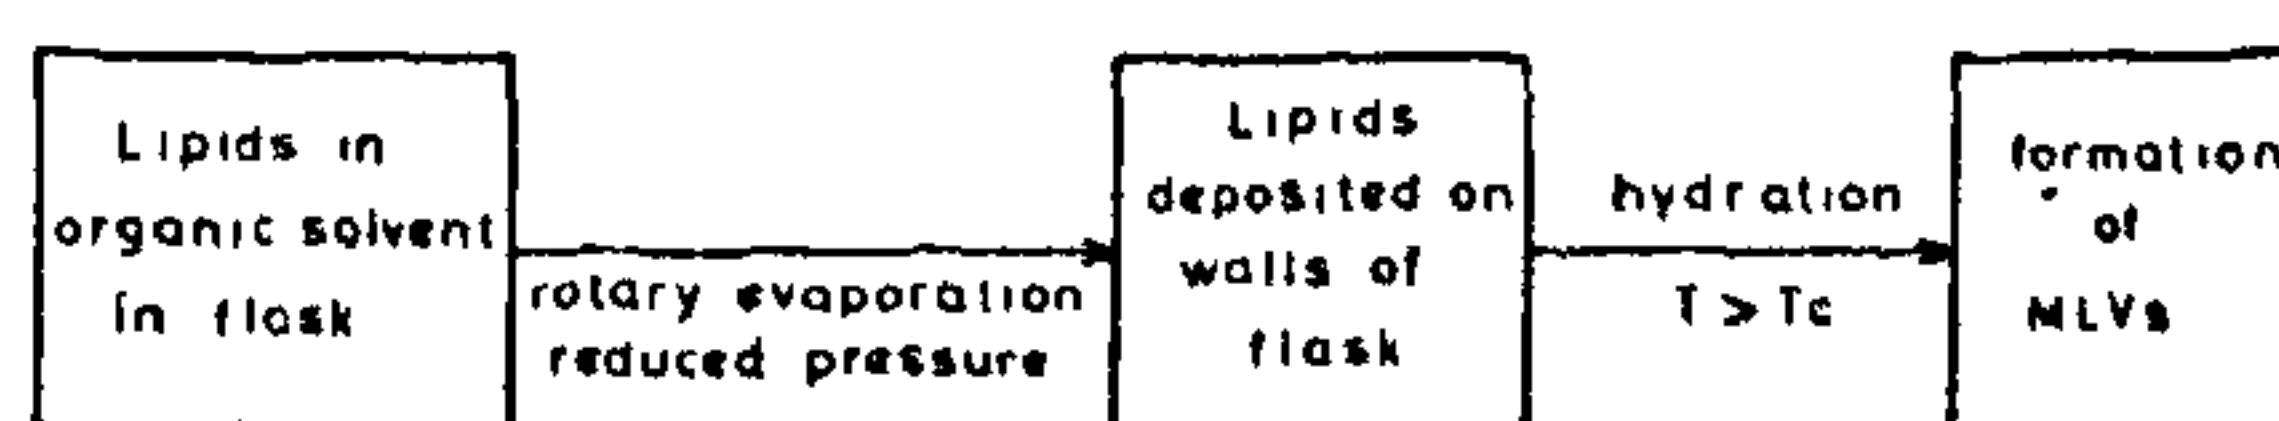 Lipids in
organic solvent
in flask
rotary evaporation
reduced pressure
Lipids
deposited on
walls of
flask
hydration
T > Tc
formation
of
MLVs